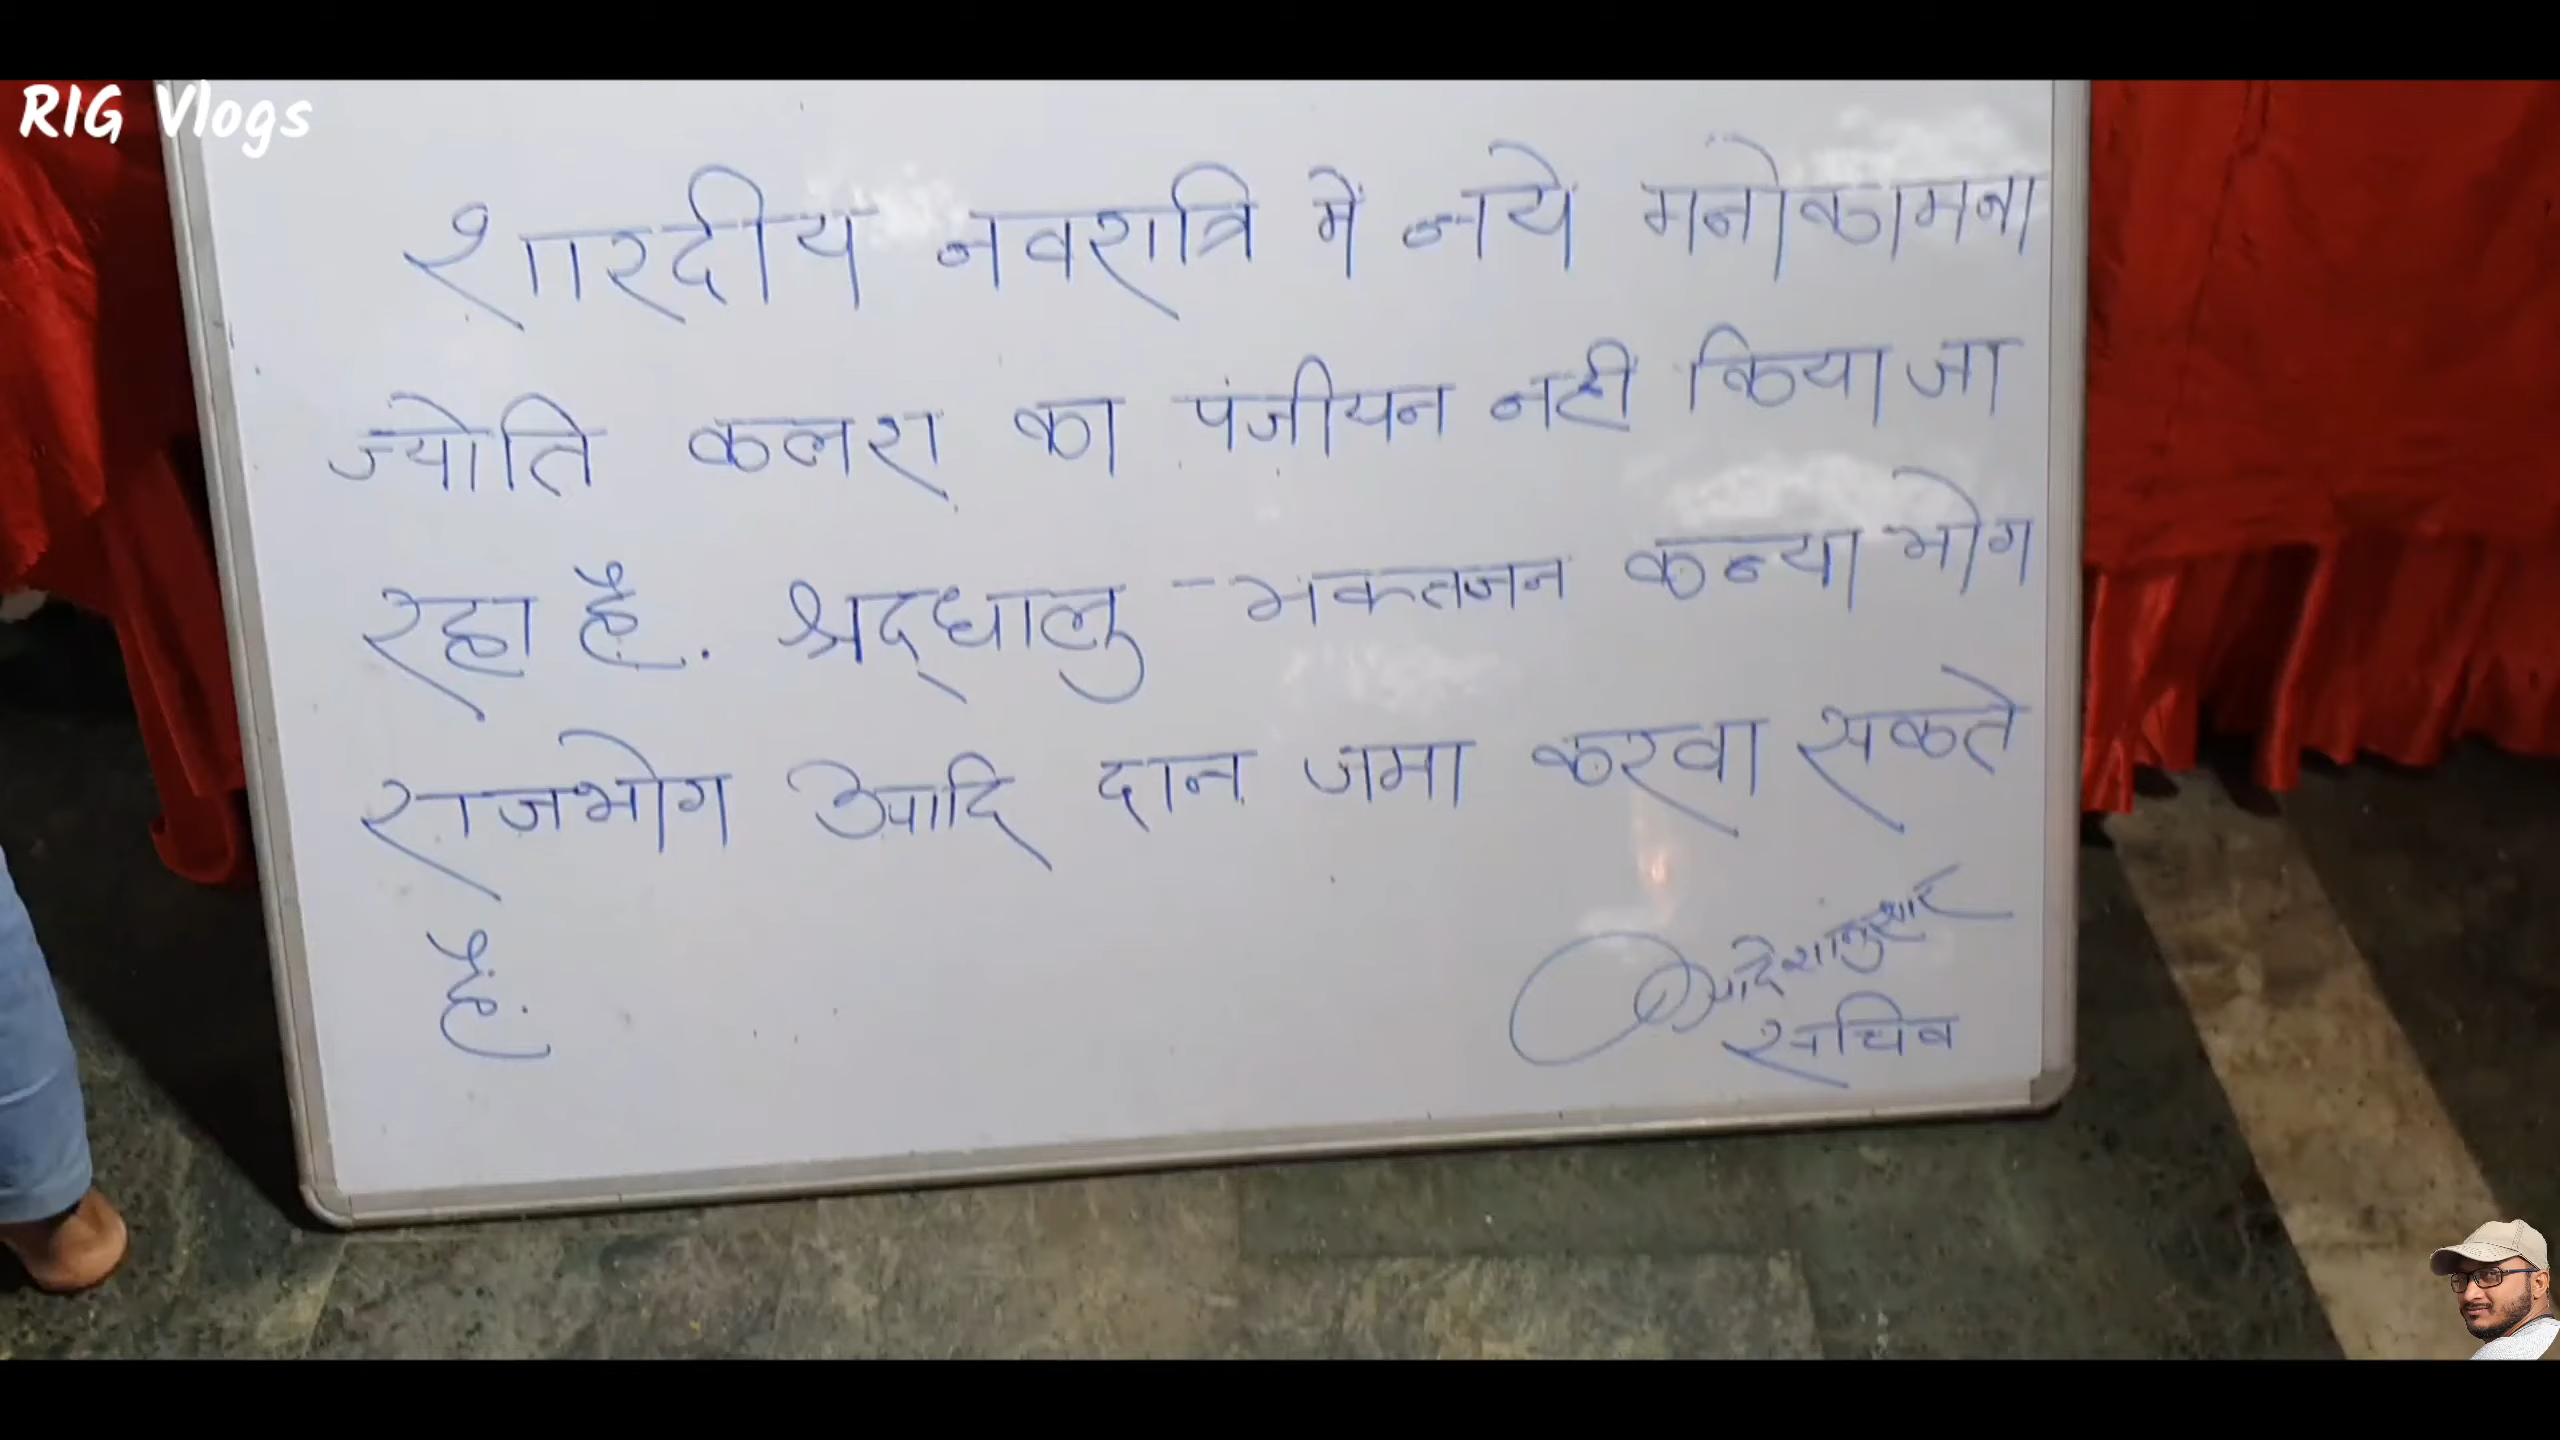 RIG Vlogs
शारदीय नवरात्रि में नये मनोकामना
ज्योति कलश का पंजीयन नही किया जा
रहा है. श्रद्धालु - भक्तजन कन्या भोग
राजभोग आदि दान जमा करवा सकते
हैं.
आदेशानुसार
सचिव